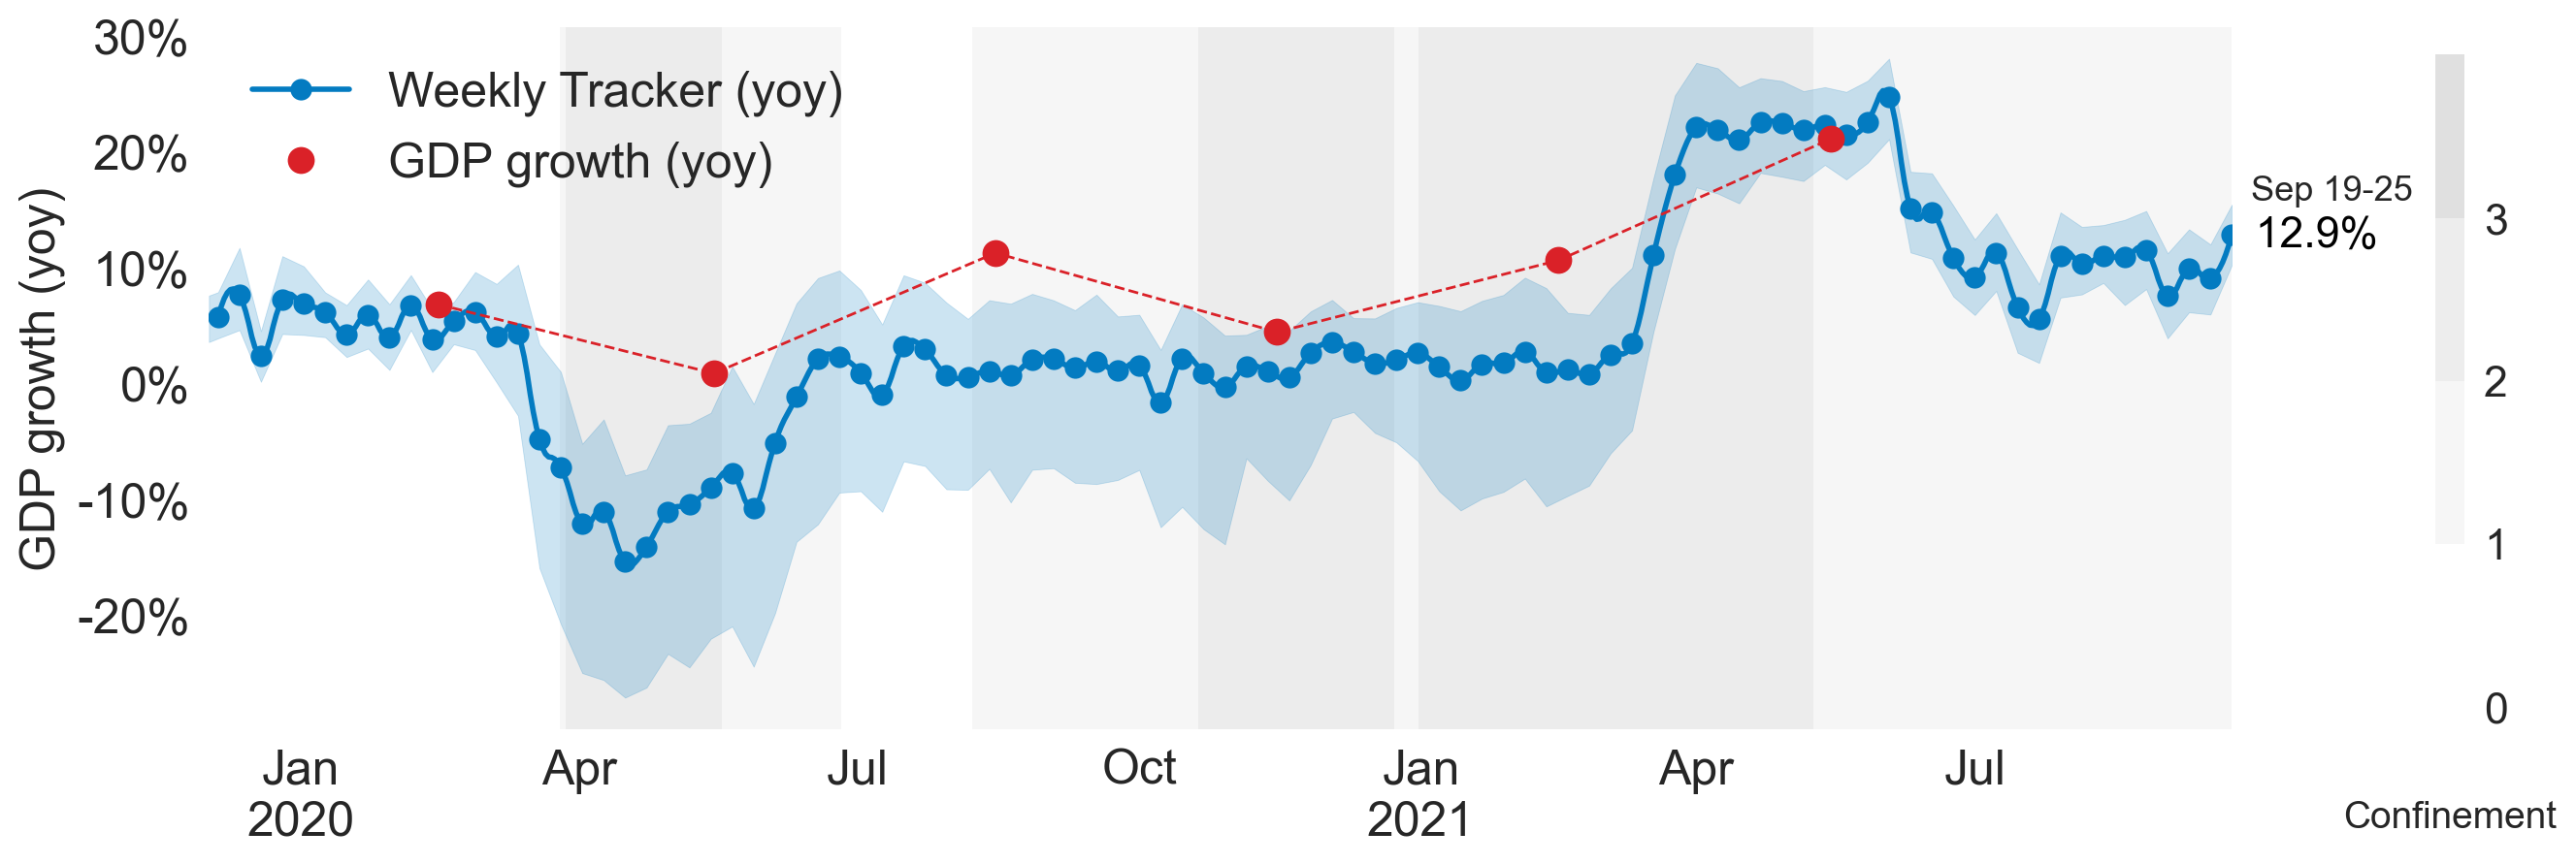 30%
20%
10%
0%
-10%
-20%
GDP growth (yoy)
Weekly Tracker (yoy)
GDP growth (yoy)
Sep 19-25
12.9%
3
2
1
0
Jan Apr Jul Oct Jan Apr Jul
2020 2021
Confinement